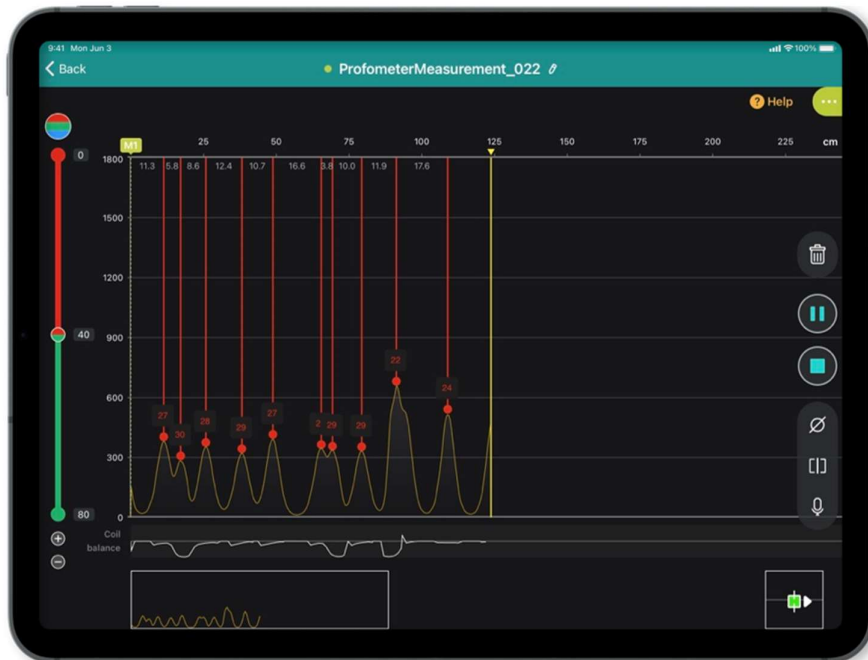 9:41 Mon Jun 3
100%
Back
ProfometerMeasurement_022
? Help
M1 25 50 75 100 125 150 175 200 225 cm
11.3 5.8 8.6 12.4 10.7 16.6 3.8 10.0 11.9 17.6
0
40
80
1800
1500
1200
900
600
300
0
22
24
27 30 28 29 27 29 29
Coil
balance